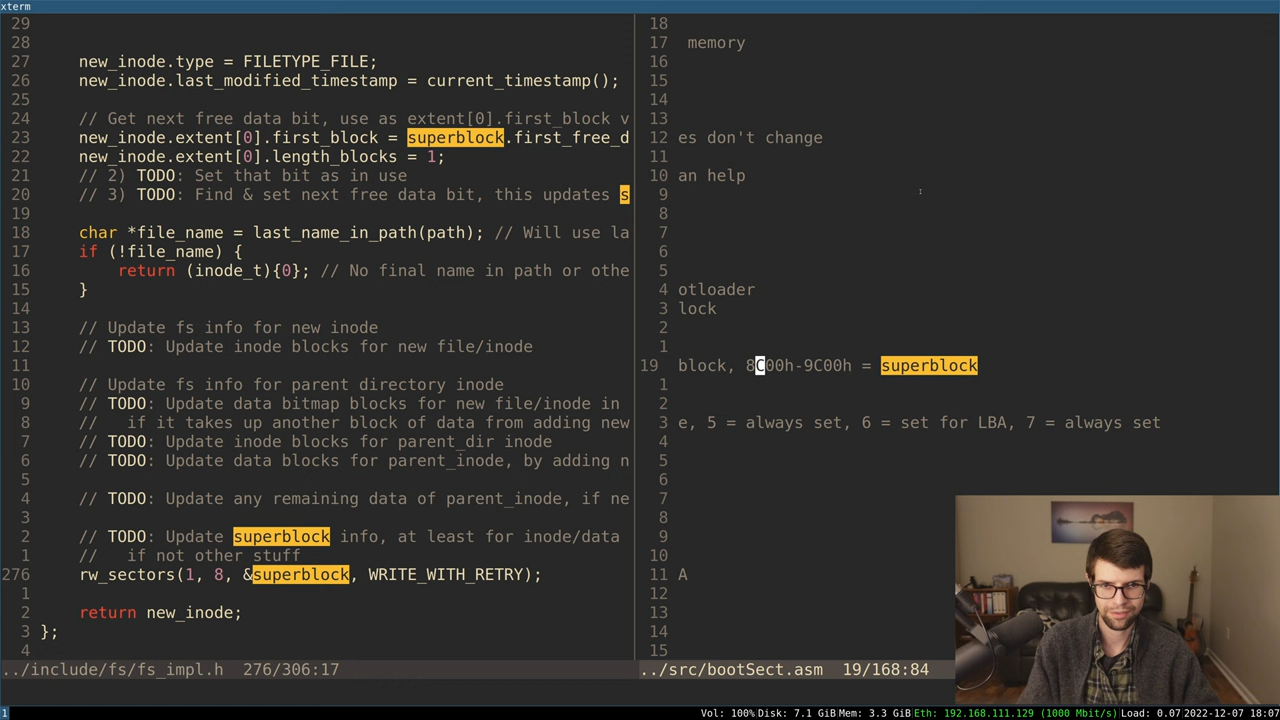 xterm
29
28
27 new_inode.type = FILETYPE_FILE;
26 new_inode.last_modified_timestamp = current_timestamp();
25
24 // Get next free data bit, use as extent[0].first_block v
23 new_inode.extent[0].first_block = superblock.first_free_d
22 new_inode.extent[0].length_blocks = 1;
21 // 2) TODO: Set that bit as in use
20 // 3) TODO: Find & set next free data bit, this updates s
19
18 char *file_name = last_name_in_path(path); // Will use la
17 if (!file_name) {
16 return (inode_t){0}; // No final name in path or othe
15 }
14
13 // Update fs info for new inode
12 // TODO: Update inode blocks for new file/inode
11
10 // Update fs info for parent directory inode
9 // TODO: Update data bitmap blocks for new file/inode in
8 // if it takes up another block of data from adding new
7 // TODO: Update inode blocks for parent_dir inode
6 // TODO: Update data blocks for parent_inode, by adding n
5
4 // TODO: Update any remaining data of parent_inode, if ne
3
2 // TODO: Update superblock info, at least for inode/data
1 // if not other stuff
276 rw_sectors(1, 8, &superblock, WRITE_WITH_RETRY);
1
2 return new_inode;
3 };
4
../include/fs/fs_impl.h 276/306:17
18
17 memory
16
15
14
13
12 es don't change
11
10 an help
9
8
7
6
5
4 otloader
3 lock
2
1
19 block, 8C00h-9C00h = superblock
1
2
3 e, 5 = always set, 6 = set for LBA, 7 = always set
4
5
6
7
8
9
10
11 A
12
13
14
15
../src/bootSect.asm 19/168:84
1
Vol: 100% Disk: 7.1 GiB Mem: 3.3 GiB Eth: 192.168.111.129 (1000 Mbit/s) Load: 0.07 2022-12-07 18:07